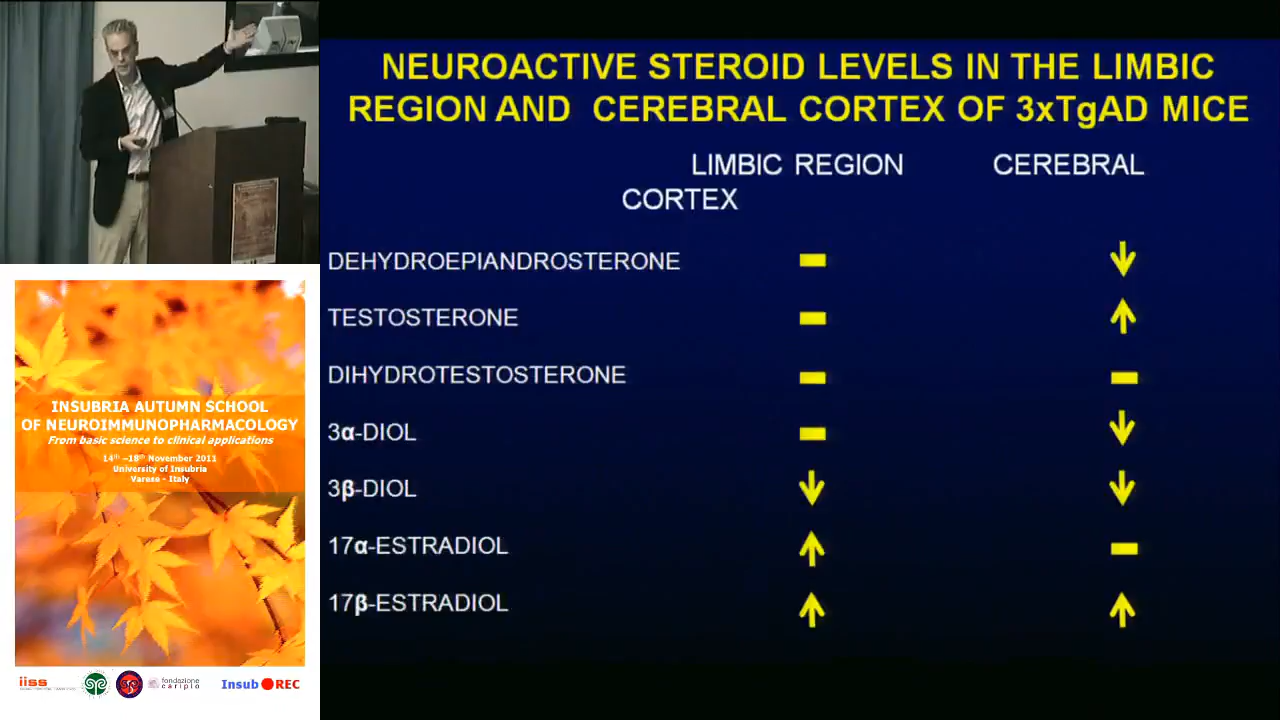 NEUROACTIVE STEROID LEVELS IN THE LIMBIC
REGION AND CEREBRAL CORTEX OF 3xTgAD MICE
LIMBIC REGION CEREBRAL
CORTEX
DEHYDROEPIANDROSTERONE
TESTOSTERONE
DIHYDROTESTOSTERONE
3α-DIOL
3β-DIOL
17α-ESTRADIOL
17β-ESTRADIOL
INSUBRIA AUTUMN SCHOOL
OF NEUROIMMUNOPHARMACOLOGY
From basic science to clinical applications
14th –18th November 2011
University of Insubria
Varese - Italy
iiss
fondazione
cariplo
InsubREC